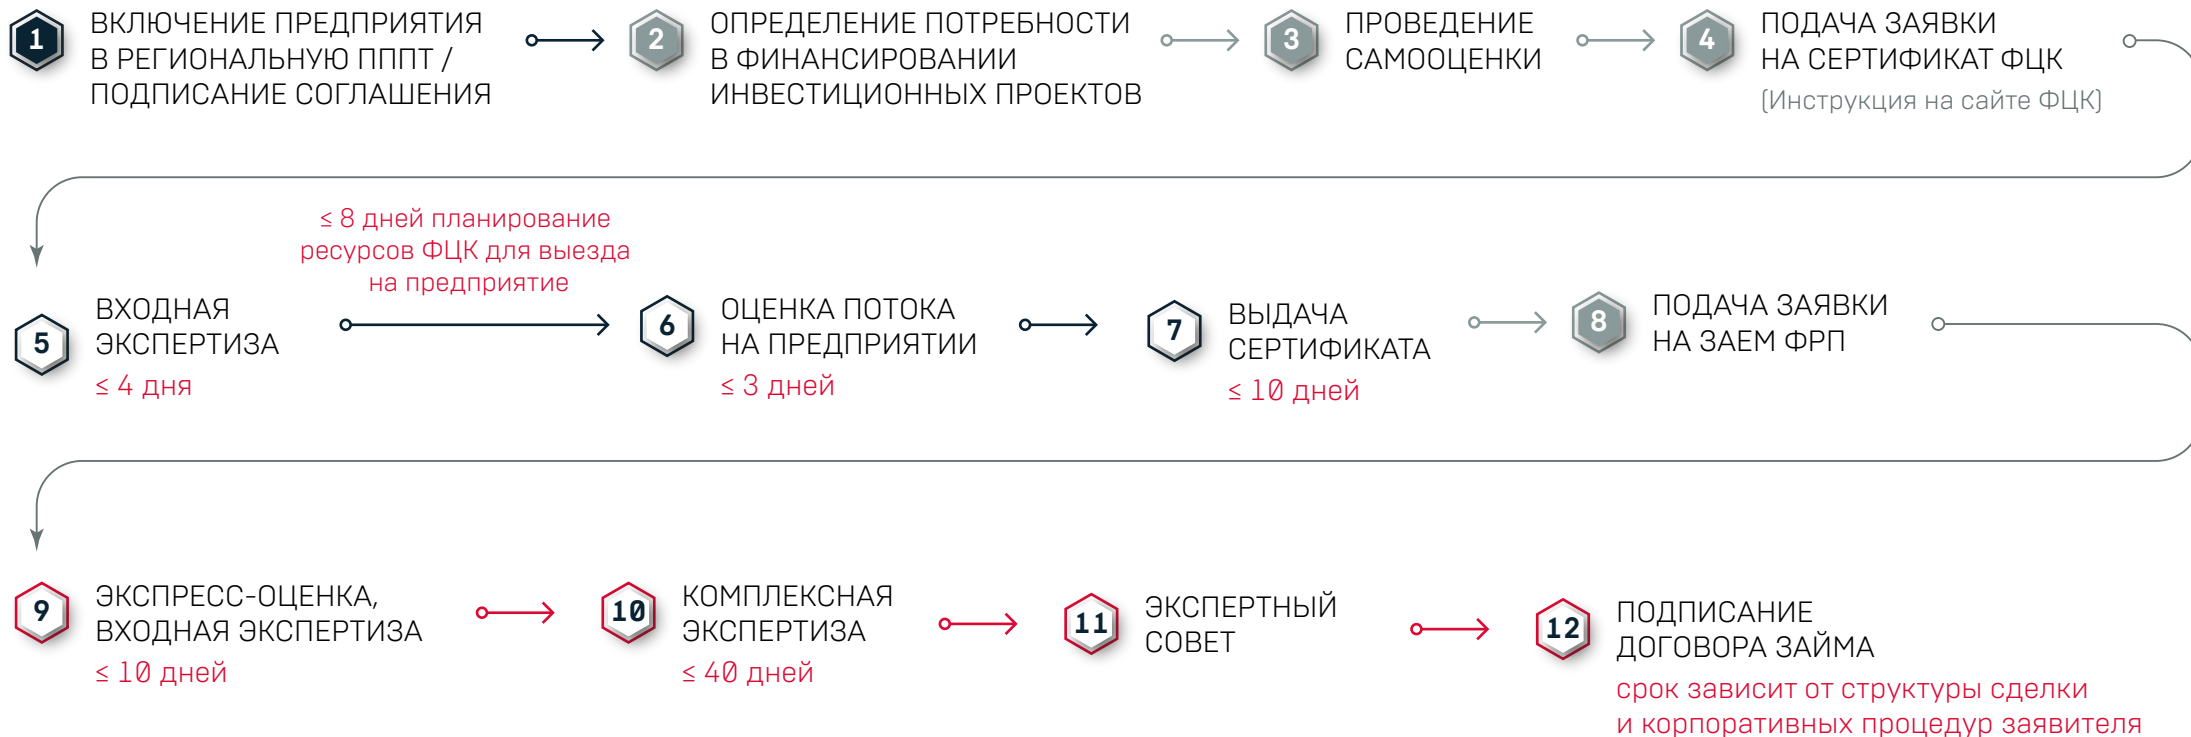 1
ВКЛЮЧЕНИЕ ПРЕДПРИЯТИЯ
В РЕГИОНАЛЬНУЮ ПППТ /
ПОДПИСАНИЕ СОГЛАШЕНИЯ
2
ОПРЕДЕЛЕНИЕ ПОТРЕБНОСТИ
В ФИНАНСИРОВАНИИ
ИНВЕСТИЦИОННЫХ ПРОЕКТОВ
3
ПРОВЕДЕНИЕ
САМООЦЕНКИ
4
ПОДАЧА ЗАЯВКИ
НА СЕРТИФИКАТ ФЦК
(Инструкция на сайте ФЦК)
5
ВХОДНАЯ
ЭКСПЕРТИЗА
≤ 4 дня
≤ 8 дней планирование
ресурсов ФЦК для выезда
на предприятие
6
ОЦЕНКА ПОТОКА
НА ПРЕДПРИЯТИИ
≤ 3 дней
7
ВЫДАЧА
СЕРТИФИКАТА
≤ 10 дней
8
ПОДАЧА ЗАЯВКИ
НА ЗАЕМ ФРП
9
ЭКСПРЕСС-ОЦЕНКА,
ВХОДНАЯ ЭКСПЕРТИЗА
≤ 10 дней
10
КОМПЛЕКСНАЯ
ЭКСПЕРТИЗА
≤ 40 дней
11
ЭКСПЕРТНЫЙ
СОВЕТ
12
ПОДПИСАНИЕ
ДОГОВОРА ЗАЙМА
срок зависит от структуры сделки
и корпоративных процедур заявителя